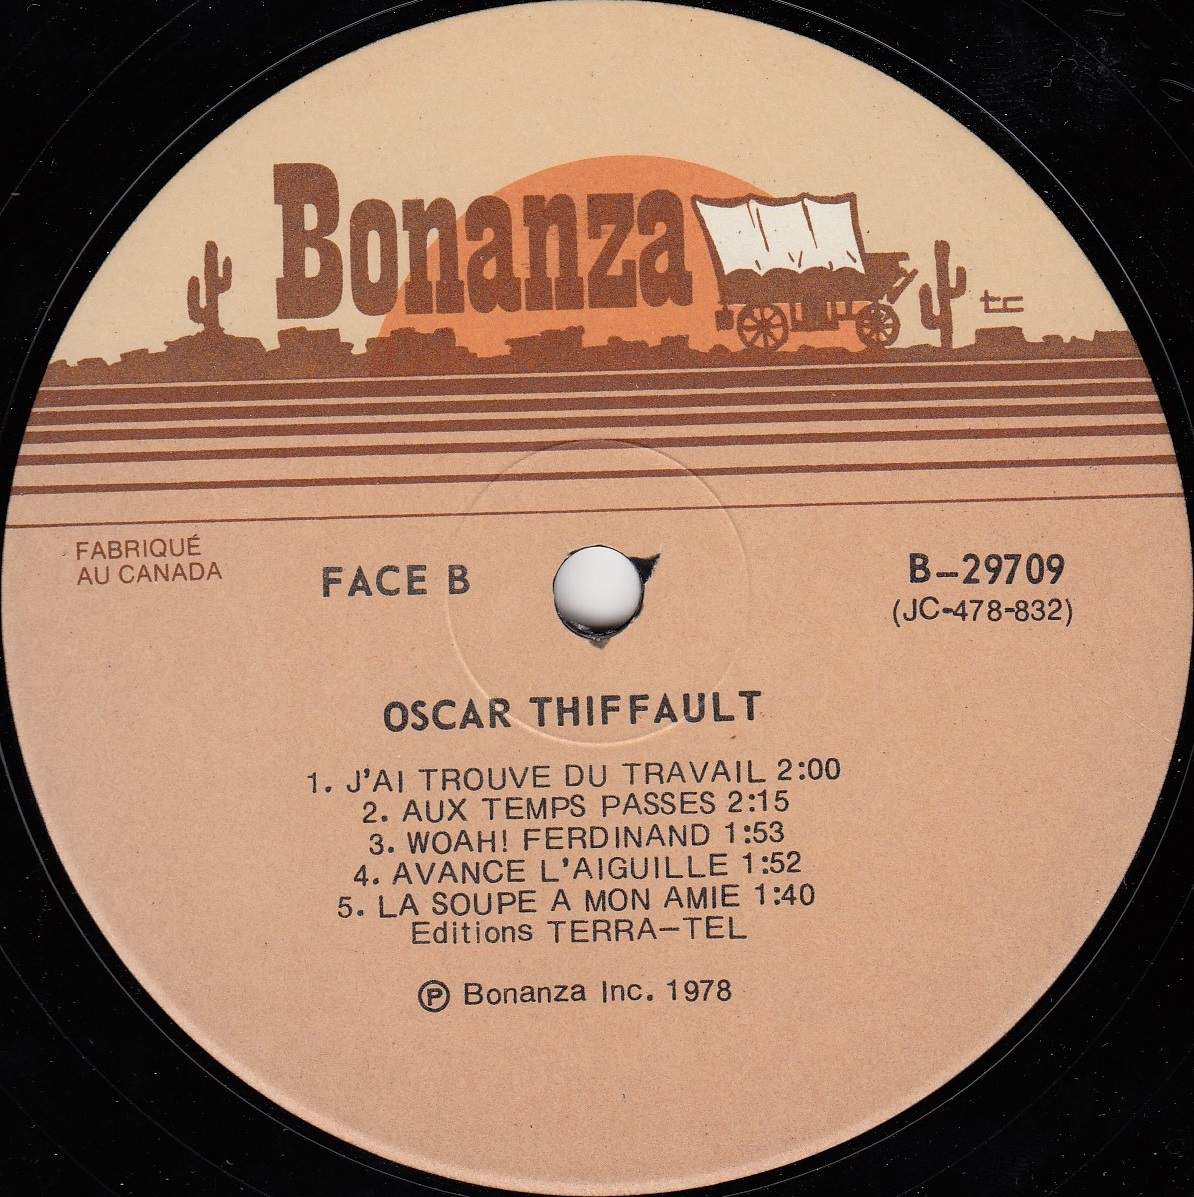 Bonanza
FABRIQUÉ
AU CANADA
FACE B
B-29709
(JC-478-832)
OSCAR THIFFAULT
1. J'AI TROUVE DU TRAVAIL 2:00
2. AUX TEMPS PASSES 2:15
3. WOAH! FERDINAND 1:53
4. AVANCE L'AIGUILLE 1:52
5. LA SOUPE A MON AMIE 1:40
Editions TERRA-TEL
Ⓟ Bonanza Inc. 1978